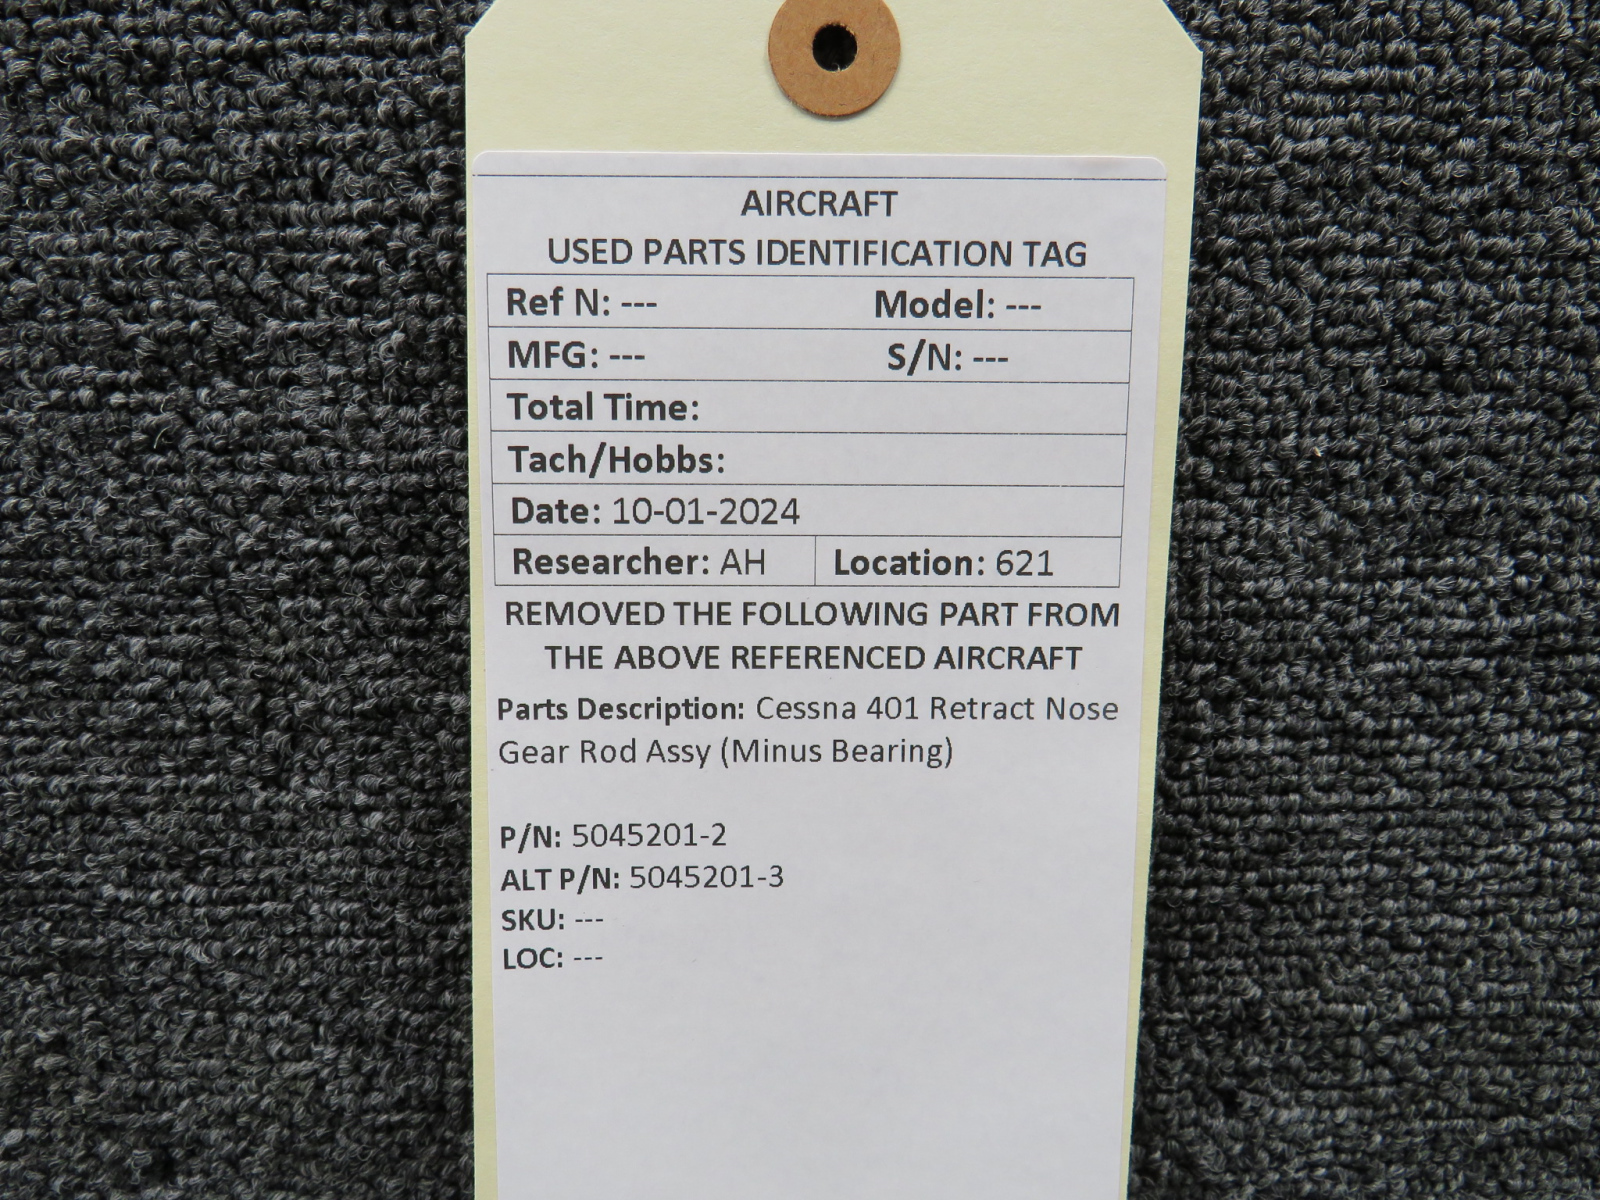 AIRCRAFT
USED PARTS IDENTIFICATION TAG
Ref N: --- Model: ---
MFG: --- S/N: ---
Total Time:
Tach/Hobbs:
Date: 10-01-2024
Researcher: AH Location: 621
REMOVED THE FOLLOWING PART FROM
THE ABOVE REFERENCED AIRCRAFT
Parts Description: Cessna 401 Retract Nose
Gear Rod Assy (Minus Bearing)
P/N: 5045201-2
ALT P/N: 5045201-3
SKU: ---
LOC: ---